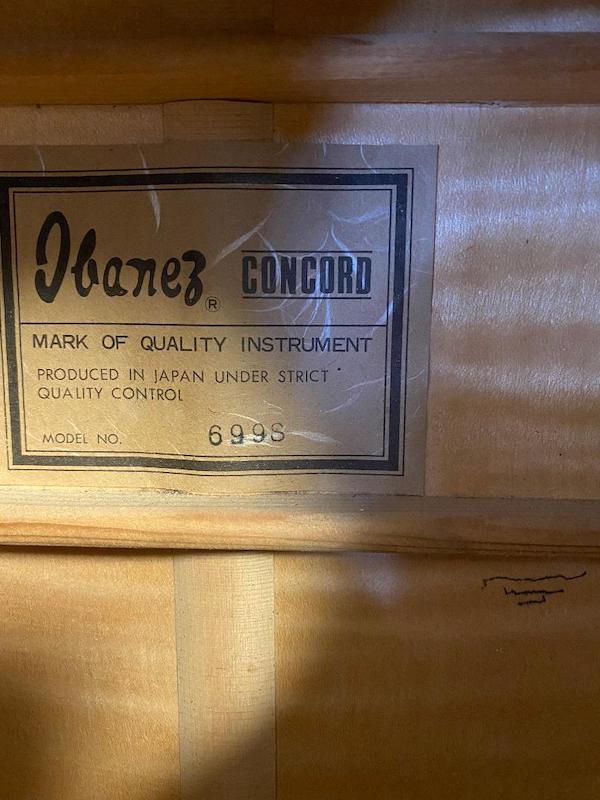 Ibanez® CONCORD
MARK OF QUALITY INSTRUMENT
PRODUCED IN JAPAN UNDER STRICT
QUALITY CONTROL
MODEL NO. 699S